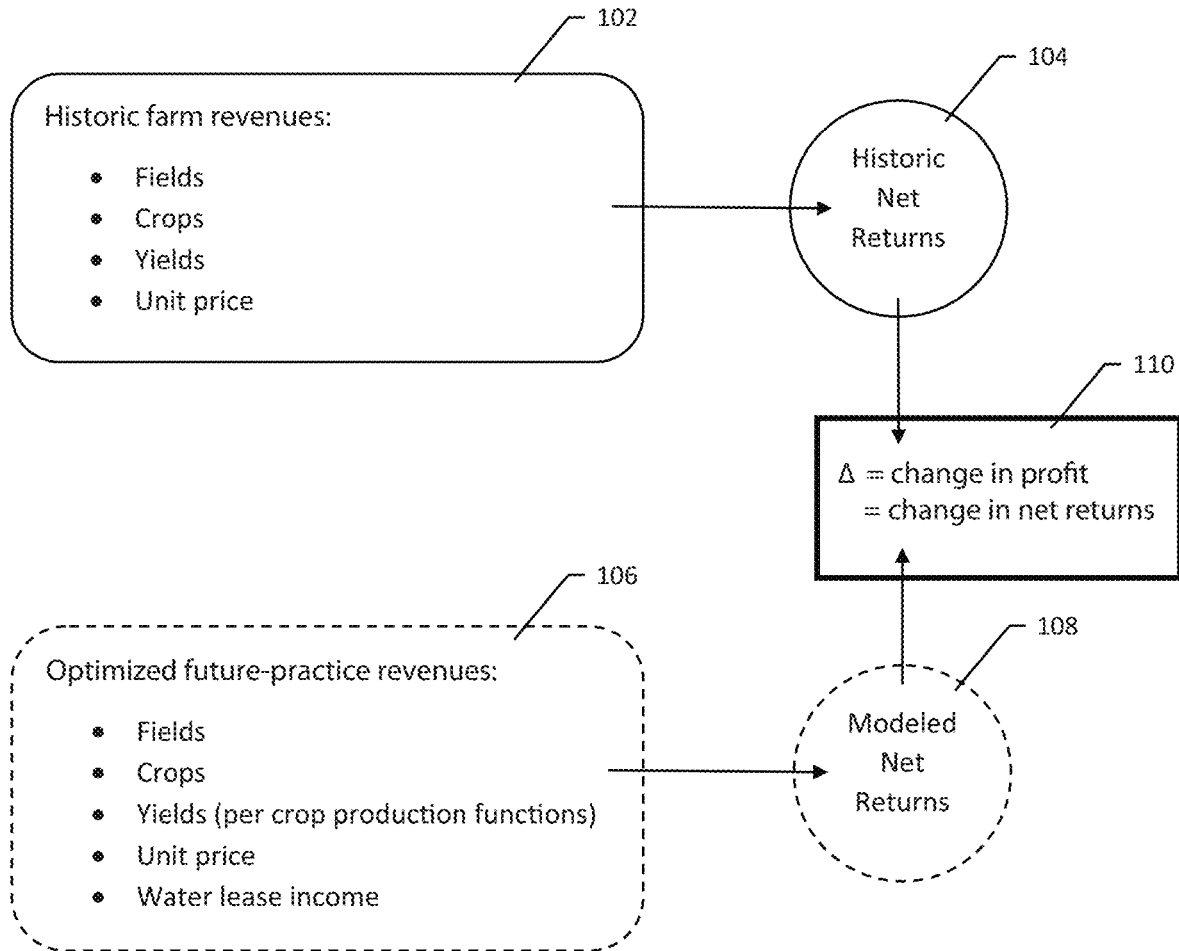 102
Historic farm revenues:
• Fields
• Crops
• Yields
• Unit price
104
Historic
Net
Returns
110
Δ = change in profit
= change in net returns
106
Optimized future-practice revenues:
• Fields
• Crops
• Yields (per crop production functions)
• Unit price
• Water lease income
108
Modeled
Net
Returns